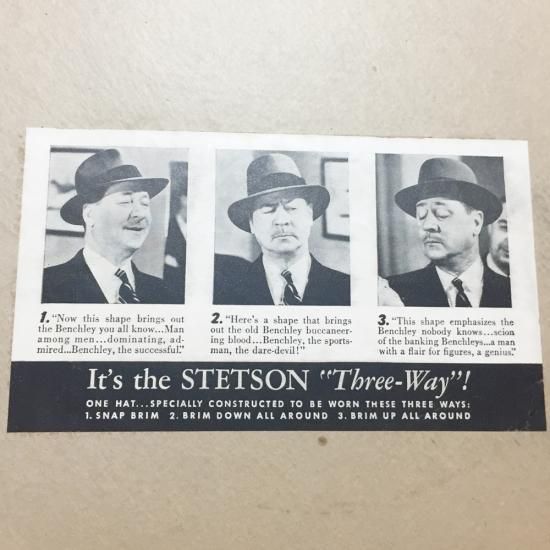 1. "Now this shape brings out
the Benchley you all know...Man
among men...dominating, ad-
mired...Benchley, the successful."
2. "Here's a shape that brings
out the old Benchley buccaneer-
ing blood...Benchley, the sports-
man, the dare-devil!"
3. "This shape emphasizes the
Benchley nobody knows...scion
of the banking Benchleys...a man
with a flair for figures, a genius."
It's the STETSON "Three-Way"!
ONE HAT...SPECIALLY CONSTRUCTED TO BE WORN THESE THREE WAYS:
1. SNAP BRIM 2. BRIM DOWN ALL AROUND 3. BRIM UP ALL AROUND